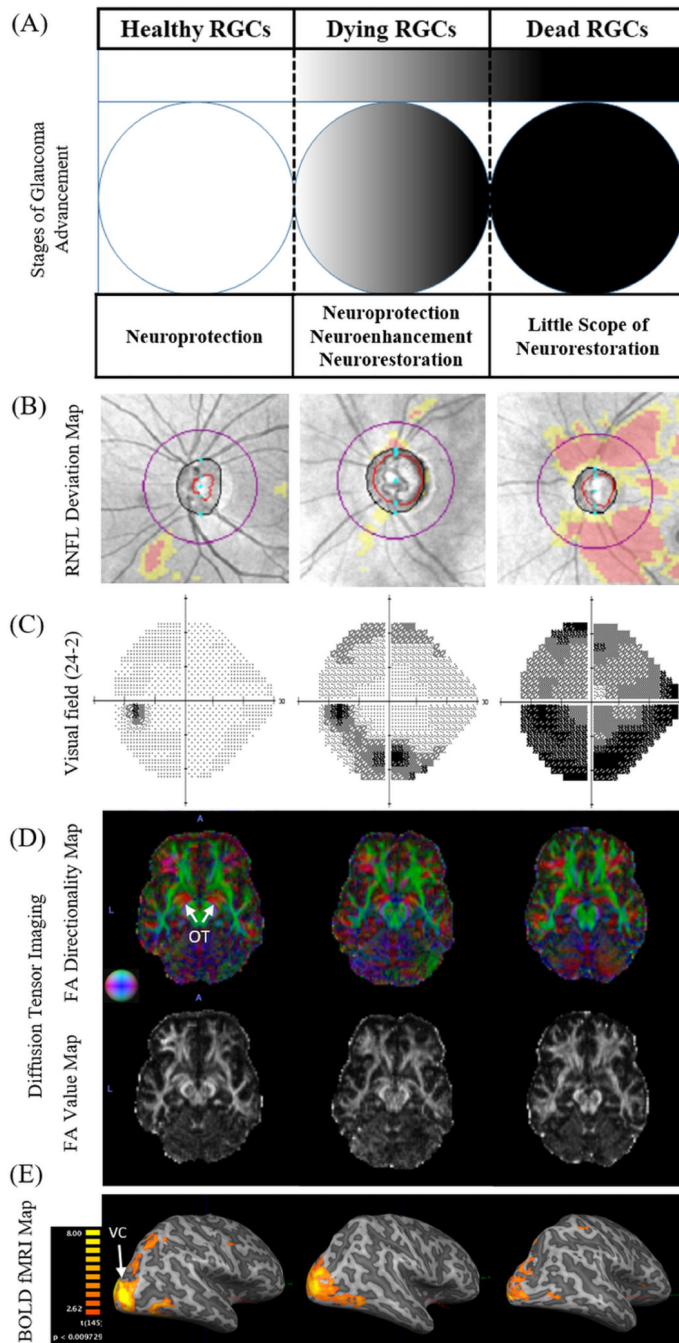 (A)
Healthy RGCs
Dying RGCs
Dead RGCs
Stages of Glaucoma
Advancement
Neuroprotection
Neuroprotection
Neuroenhancement
Neurorestoration
Little Scope of
Neurorestoration
(B)
RNFL Deviation Map
(C)
Visual field (24-2)
30
30
(D)
Diffusion Tensor Imaging
FA Directionality Map
A
L
OT
FA Value Map
A
L
(E)
BOLD fMRI Map
VC
8.00
2.62
t(145)
p < 0.009729